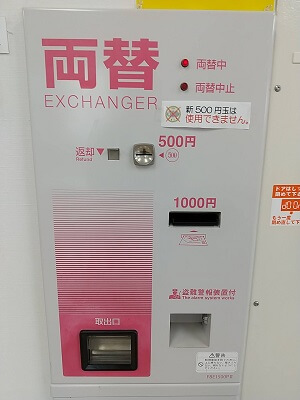 両替
EXCHANGER
両替中
両替中止
新500円玉は
使用できません。
返却▼
Refund
500円
1000円
盗難警報装置付
The alarm system works
取出口